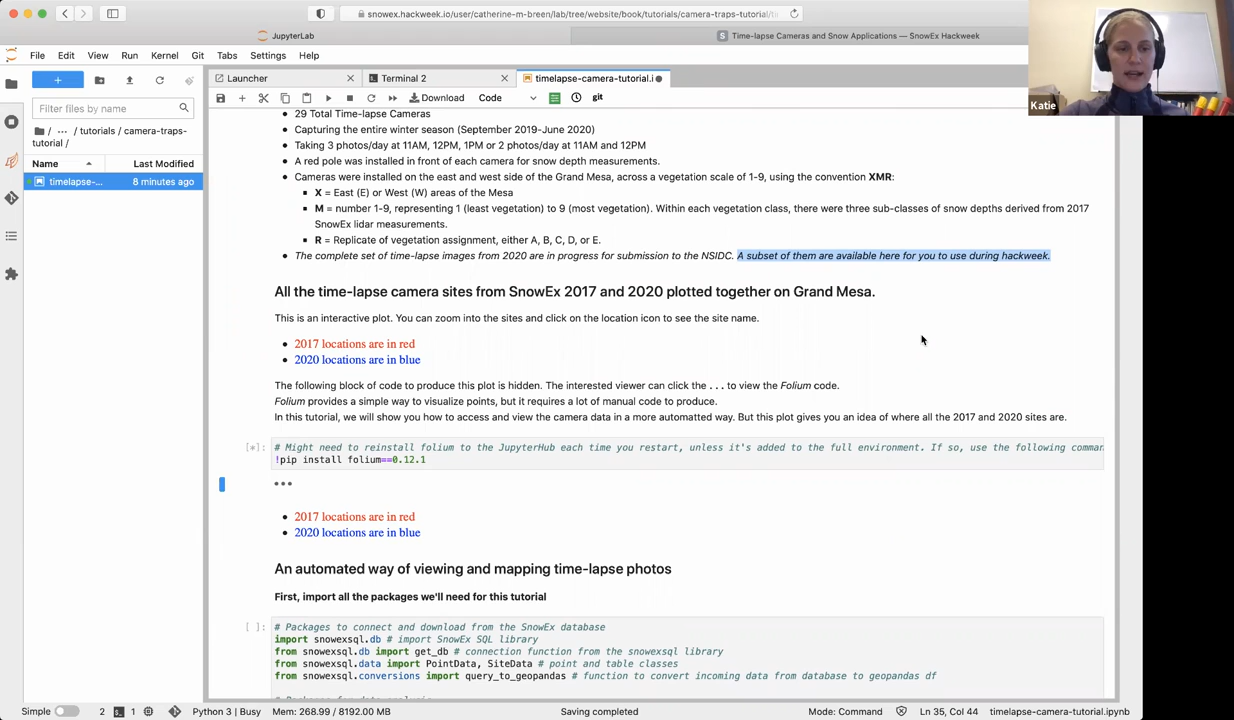 snowex.hackweek.io/user/catherine-m-breen/lab/tree/website/book/tutorials/camera-traps-tutorial/ti
JupyterLab
S Time-lapse Cameras and Snow Applications — SnowEx Hackweek
File Edit View Run Kernel Git Tabs Settings Help
Launcher
Terminal 2
timelapse-camera-tutorial.i
Download Code git
Filter files by name
/ ··· / tutorials / camera-traps-
tutorial /
Name Last Modified
timelapse-... 8 minutes ago
29 Total Time-lapse Cameras
Capturing the entire winter season (September 2019-June 2020)
Taking 3 photos/day at 11AM, 12PM, 1PM or 2 photos/day at 11AM and 12PM
A red pole was installed in front of each camera for snow depth measurements.
Cameras were installed on the east and west side of the Grand Mesa, across a vegetation scale of 1-9, using the convention XMR:
X = East (E) or West (W) areas of the Mesa
M = number 1-9, representing 1 (least vegetation) to 9 (most vegetation). Within each vegetation class, there were three sub-classes of snow depths derived from 2017
SnowEx lidar measurements.
R = Replicate of vegetation assignment, either A, B, C, D, or E.
The complete set of time-lapse images from 2020 are in progress for submission to the NSIDC. A subset of them are available here for you to use during hackweek.
All the time-lapse camera sites from SnowEx 2017 and 2020 plotted together on Grand Mesa.
This is an interactive plot. You can zoom into the sites and click on the location icon to see the site name.
2017 locations are in red
2020 locations are in blue
The following block of code to produce this plot is hidden. The interested viewer can click the ... to view the Folium code.
Folium provides a simple way to visualize points, but it requires a lot of manual code to produce.
In this tutorial, we will show you how to access and view the camera data in a more automatted way. But this plot gives you an idea of where all the 2017 and 2020 sites are.
[*]: # Might need to reinstall folium to the JupyterHub each time you restart, unless it's added to the full environment. If so, use the following comman
!pip install folium==0.12.1
•••
2017 locations are in red
2020 locations are in blue
An automated way of viewing and mapping time-lapse photos
First, import all the packages we'll need for this tutorial
[ ]: # Packages to connect and download from the SnowEx database
import snowexsql.db # import SnowEx SQL library
from snowexsql.db import get_db # connection function from the snowexsql library
from snowexsql.data import PointData, SiteData # point and table classes
from snowexsql.conversions import query_to_geopandas # function to convert incoming data from database to geopandas df
# Packages for data analysis
Simple 2 1 Python 3 | Busy Mem: 268.99 / 8192.00 MB Saving completed Mode: Command Ln 35, Col 44 timelapse-camera-tutorial.ipynb
Katie